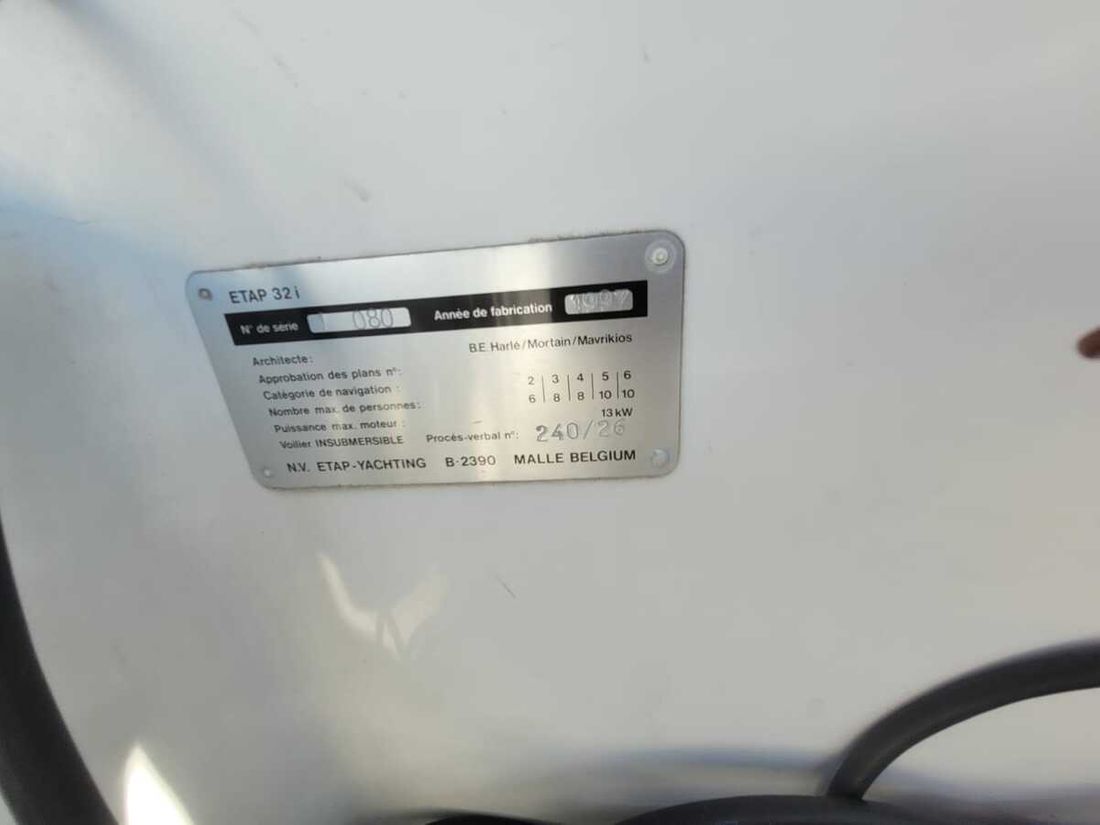 ETAP 32 i
N° de série 1 080 Année de fabrication 1997
Architecte: B.E. Harlé/Mortain/Mavrikios
Approbation des plans n°:
Catégorie de navigation : 2 | 3 | 4 | 5 | 6
Nombre max. de personnes: 6 | 8 | 8 | 10 | 10
Puissance max. moteur : 13 kW
Voilier INSUBMERSIBLE Procès-verbal n°: 240/26
N.V. ETAP-YACHTING B-2390 MALLE BELGIUM